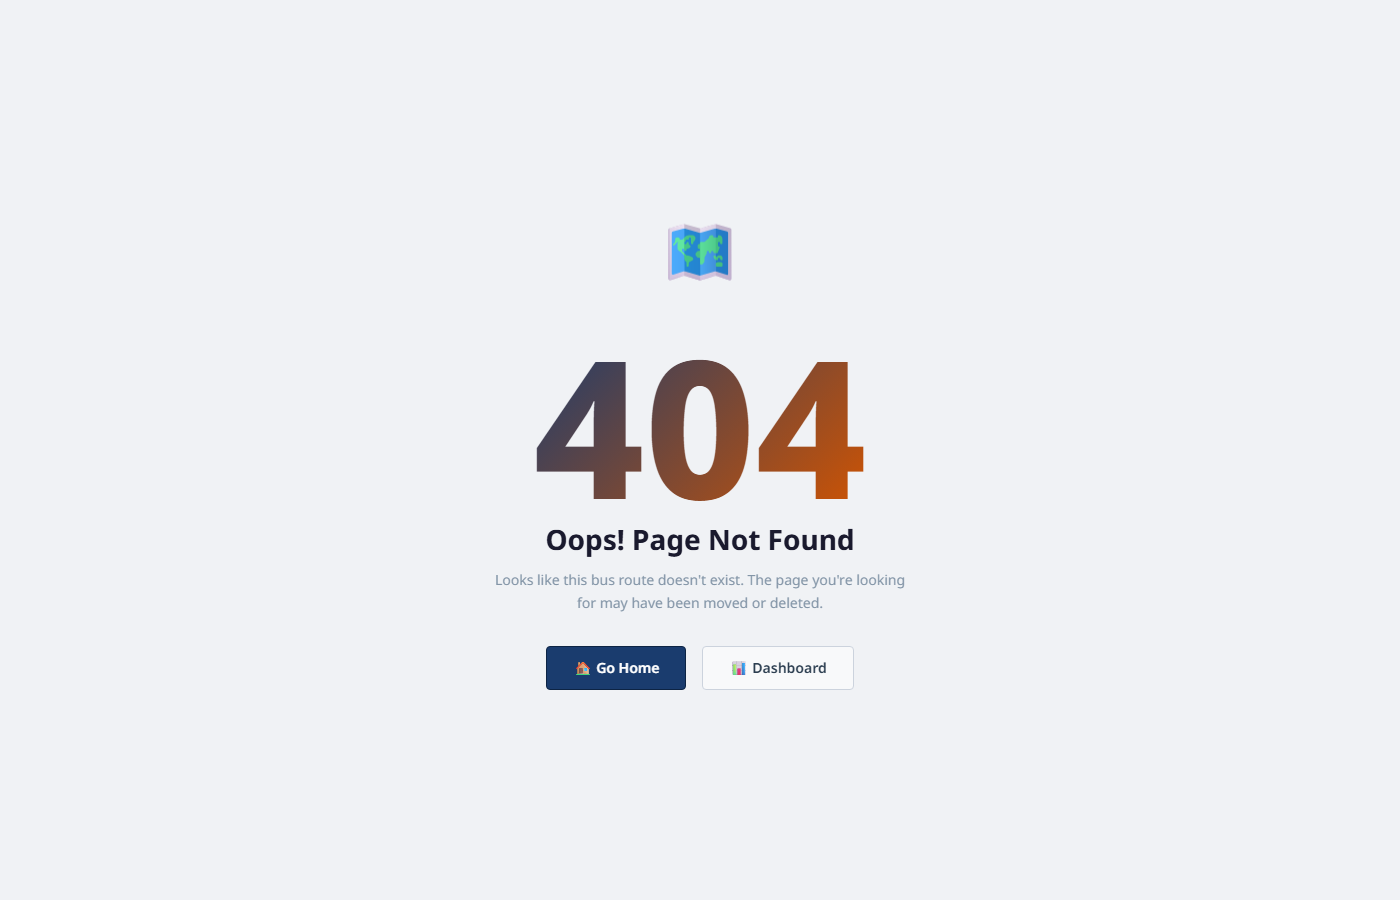 404
Oops! Page Not Found
Looks like this bus route doesn't exist. The page you're looking
for may have been moved or deleted.
Go Home
Dashboard